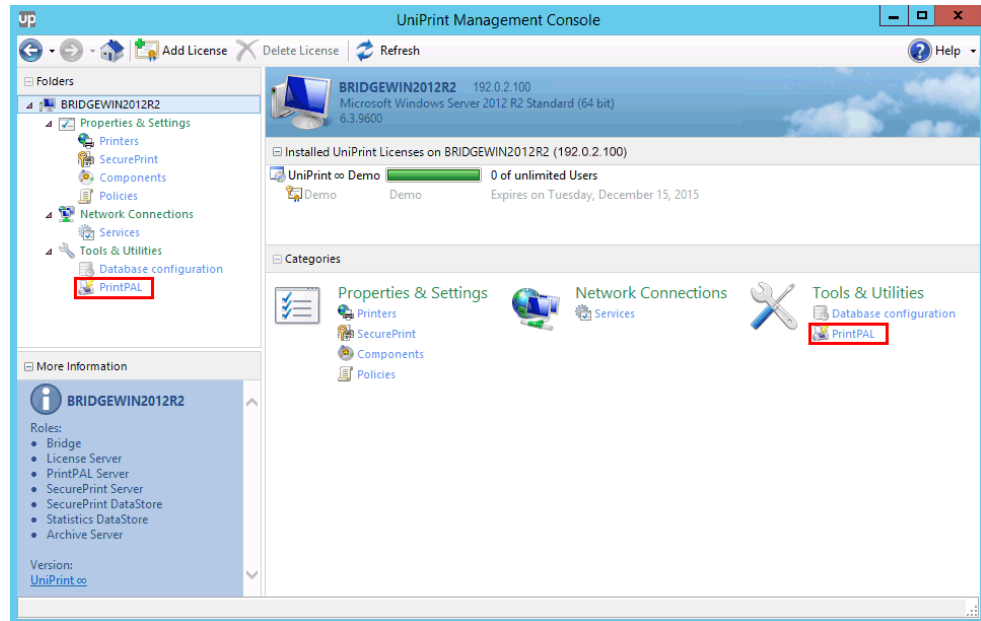 UP
UniPrint Management Console
Add License Delete License Refresh Help
Folders
BRIDGEWIN2012R2
Properties & Settings
Printers
SecurePrint
Components
Policies
Network Connections
Services
Tools & Utilities
Database configuration
PrintPAL
More Information
BRIDGEWIN2012R2
Roles:
Bridge
License Server
PrintPAL Server
SecurePrint Server
SecurePrint DataStore
Statistics DataStore
Archive Server
Version:
UniPrint ∞
BRIDGEWIN2012R2 192.0.2.100
Microsoft Windows Server 2012 R2 Standard (64 bit)
6.3.9600
Installed UniPrint Licenses on BRIDGEWIN2012R2 (192.0.2.100)
UniPrint ∞ Demo 0 of unlimited Users
Demo Demo Expires on Tuesday, December 15, 2015
Categories
Properties & Settings
Printers
SecurePrint
Components
Policies
Network Connections
Services
Tools & Utilities
Database configuration
PrintPAL